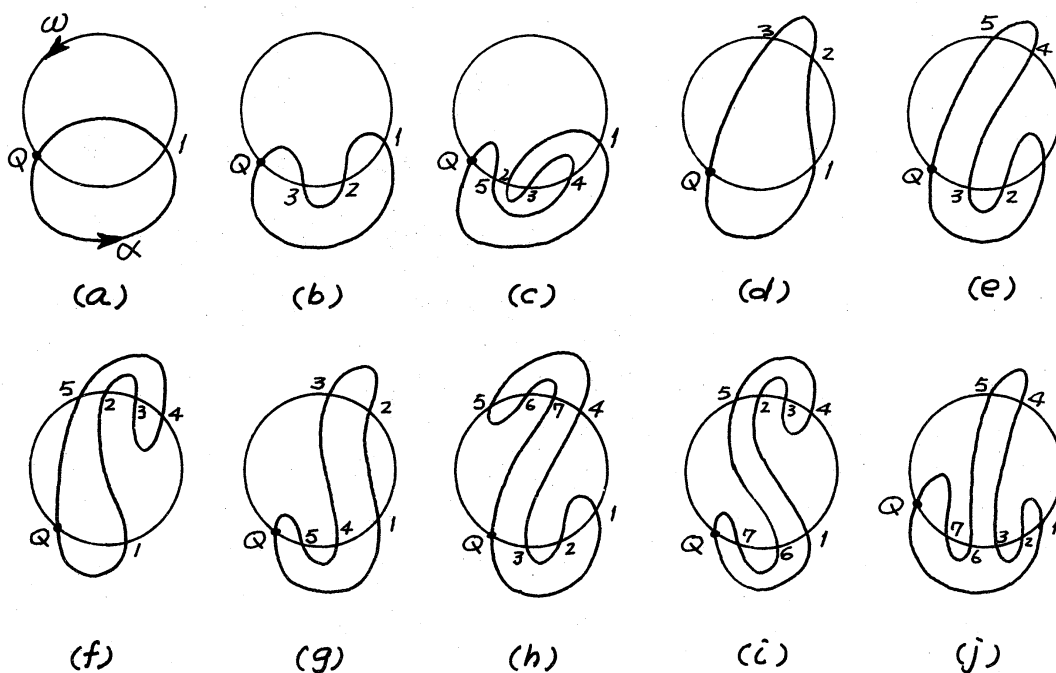 ω
Q 1 α
Q 3 2 1
Q 5 2 3 4 1
3 2 Q 1
5 4 Q 3 2 1
(a) (b) (c) (d) (e)
5 2 3 4 Q 1
3 2 Q 5 4 1
5 6 7 4 Q 3 2 1
5 2 3 4 Q 7 6 1
5 4 Q 7 6 3 2 1
(f) (g) (h) (i) (j)